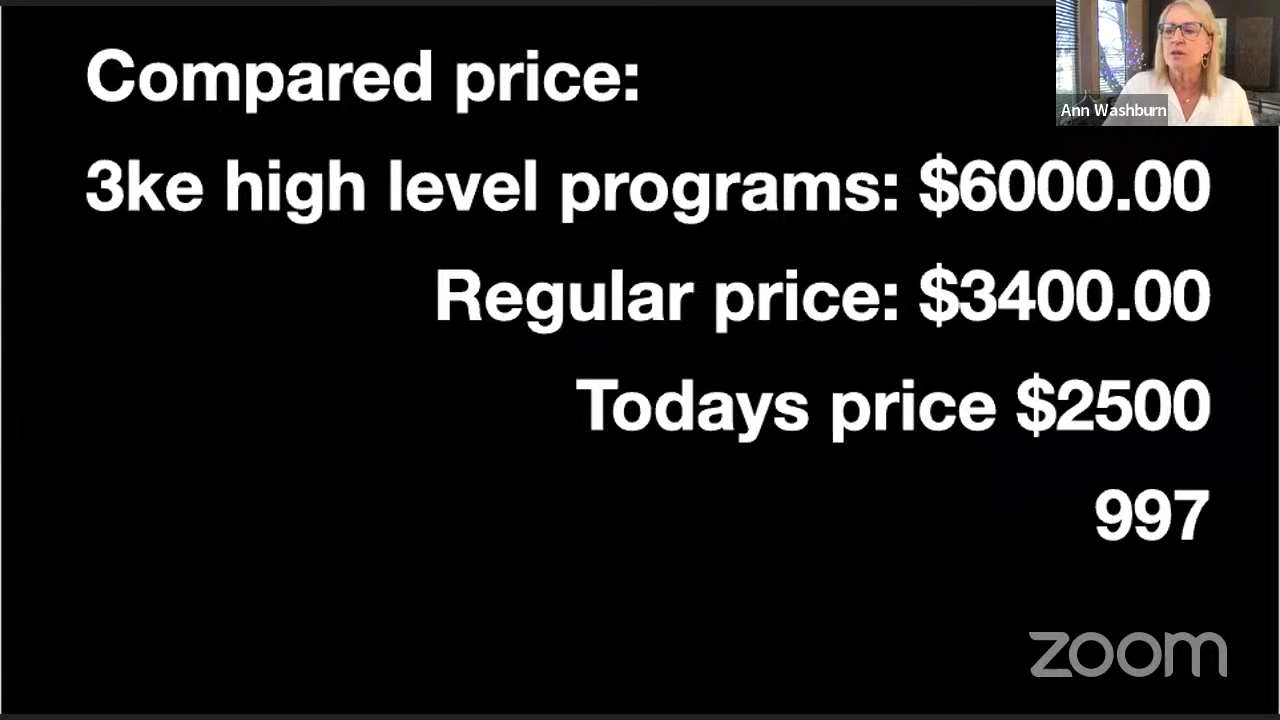 Compared price:
Ann Washburn
3ke high level programs: $6000.00
Regular price: $3400.00
Todays price $2500
997
zoom